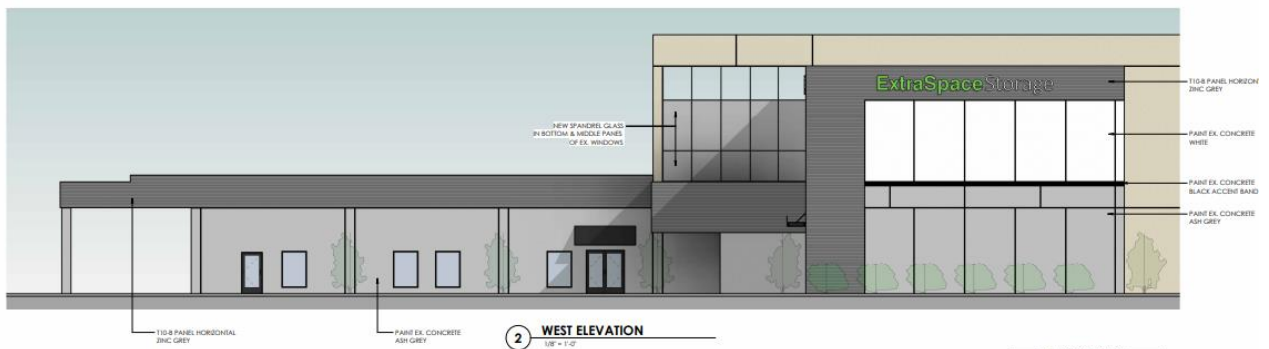 ExtraSpaceStorage
T10-B PANEL HORIZON
ZINC GREY
NEW SPANDREL GLASS
IN BOTTOM & MIDDLE PANES
OF EX. WINDOWS
PAINT EX. CONCRETE
WHITE
PAINT EX. CONCRETE
BLACK ACCENT BAND
PAINT EX. CONCRETE
ASH GREY
T10-B PANEL HORIZONTAL
ZINC GREY
PAINT EX. CONCRETE
ASH GREY
2 WEST ELEVATION
1/8" = 1'-0"